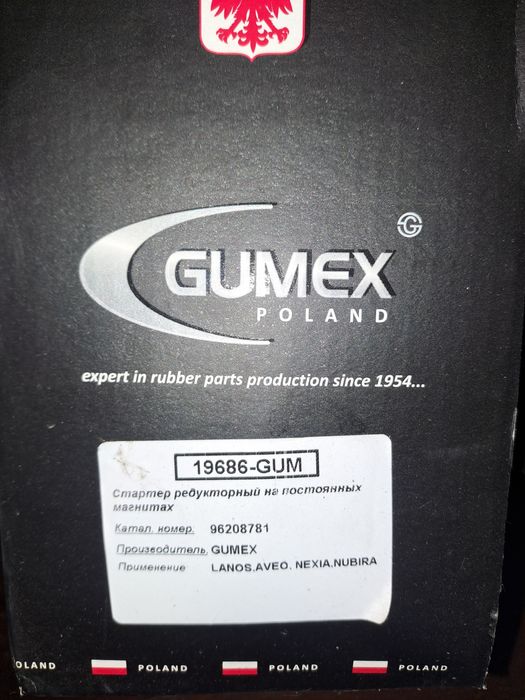 GUMEX
POLAND
expert in rubber parts production since 1954...
19686-GUM
Стартер редукторный на постоянных
магнитах
Катал. номер. 96208781
Производитель, GUMEX
Применение LANOS,AVEO, NEXIA,NUBIRA
OLAND POLAND POLAND POLAND